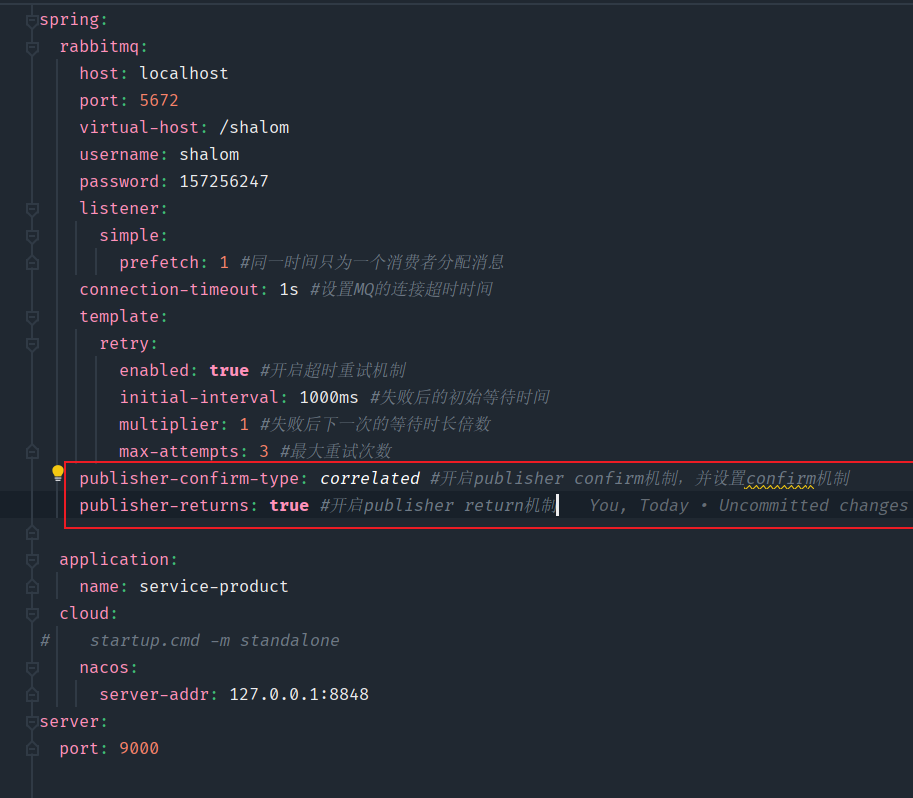 spring:
  rabbitmq:
    host: localhost
    port: 5672
    virtual-host: /shalom
    username: shalom
    password: 157256247
    listener:
      simple:
        prefetch: 1 #同一时间只为一个消费者分配消息
    connection-timeout: 1s #设置MQ的连接超时时间
    template:
      retry:
        enabled: true #开启超时重试机制
        initial-interval: 1000ms #失败后的初始等待时间
        multiplier: 1 #失败后下一次的等待时长倍数
        max-attempts: 3 #最大重试次数
    publisher-confirm-type: correlated #开启publisher confirm机制，并设置confirm机制
    publisher-returns: true #开启publisher return机制 You, Today • Uncommitted changes
  application:
    name: service-product
  cloud:
#    startup.cmd -m standalone
    nacos:
      server-addr: 127.0.0.1:8848
server:
  port: 9000